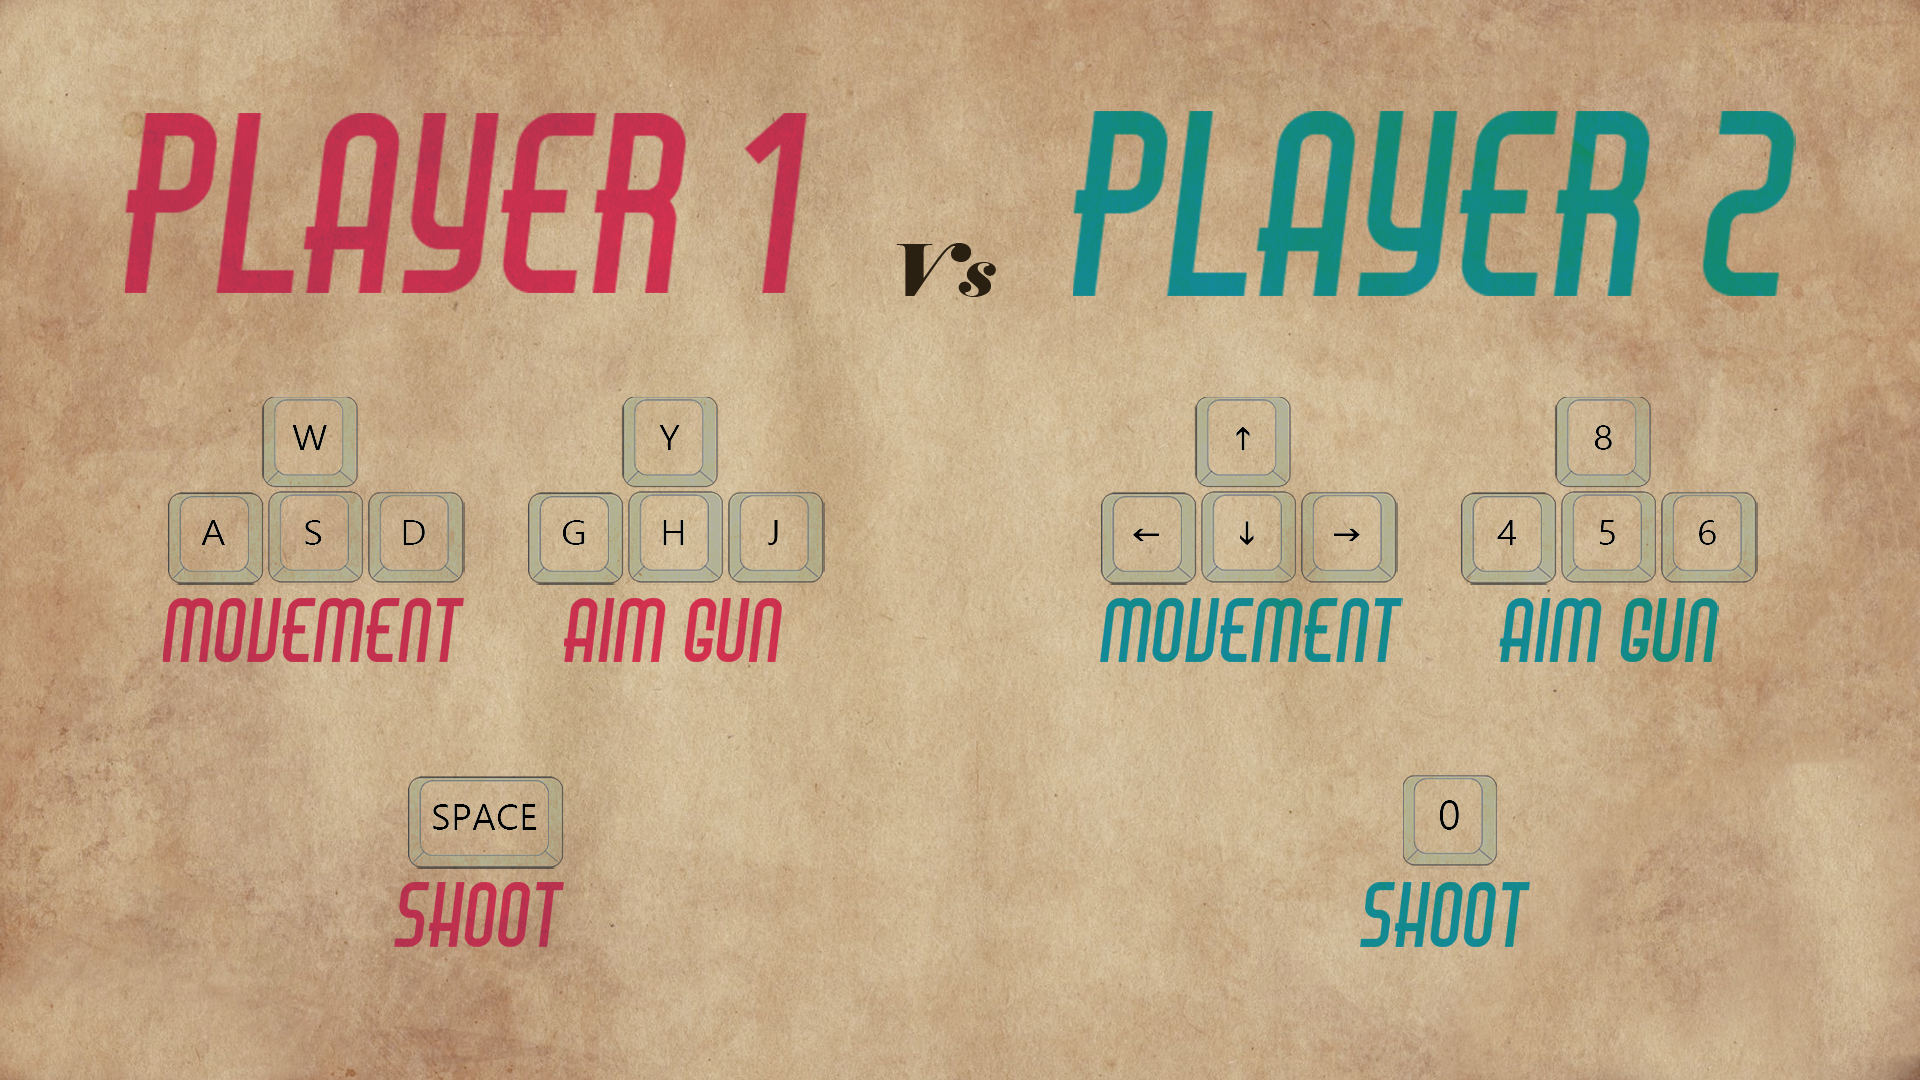 PLAYER 1
Vs
PLAYER 2
W
A S D
MOVEMENT
Y
G H J
AIM GUN
SPACE
SHOOT
↑
← ↓ →
MOVEMENT
8
4 5 6
AIM GUN
0
SHOOT